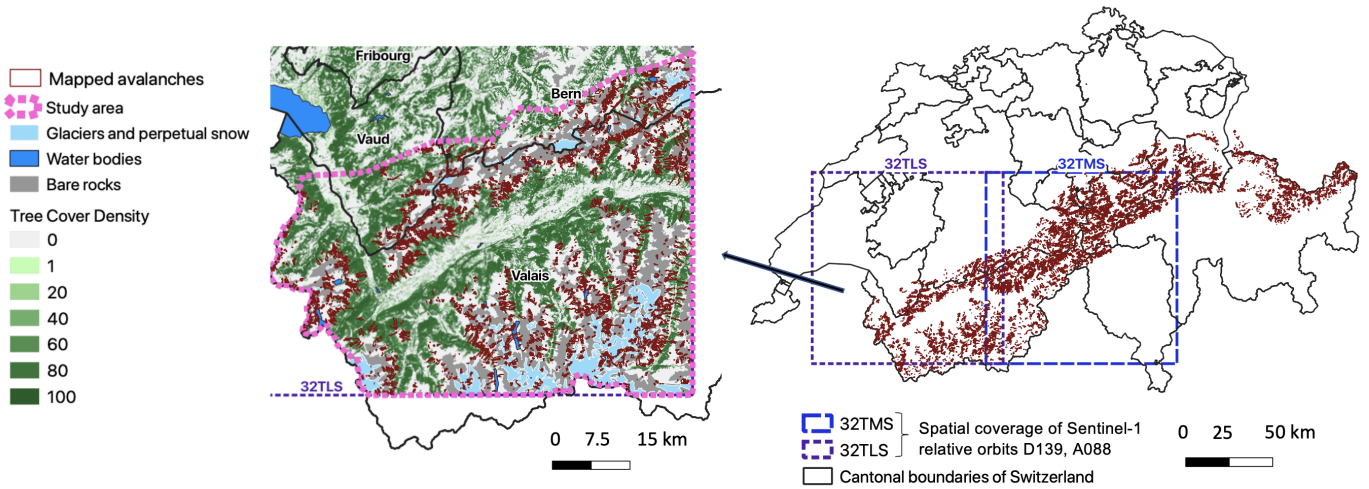 Mapped avalanches
Study area
Glaciers and perpetual snow
Water bodies
Bare rocks
Tree Cover Density
0
1
20
40
60
80
100
Fribourg
Bern
Vaud
Valais
32TLS
0 7.5 15 km
32TLS
32TMS
32TMS
32TLS
Spatial coverage of Sentinel-1
relative orbits D139, A088
Cantonal boundaries of Switzerland
0 25 50 km